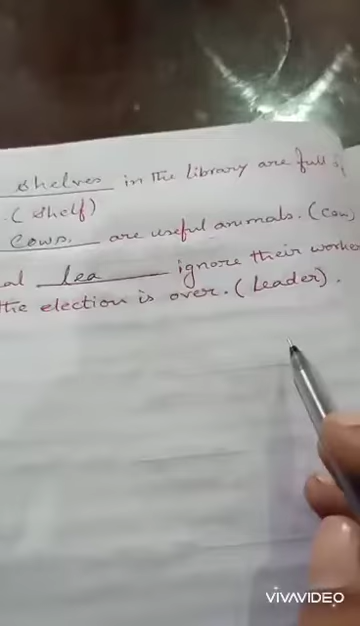 shelves in the library are full of
.(shelf)
Cows. are useful animals. (Cow)
al lea ignore their worke
the election is over. (Leader).
VIVAVIDEO